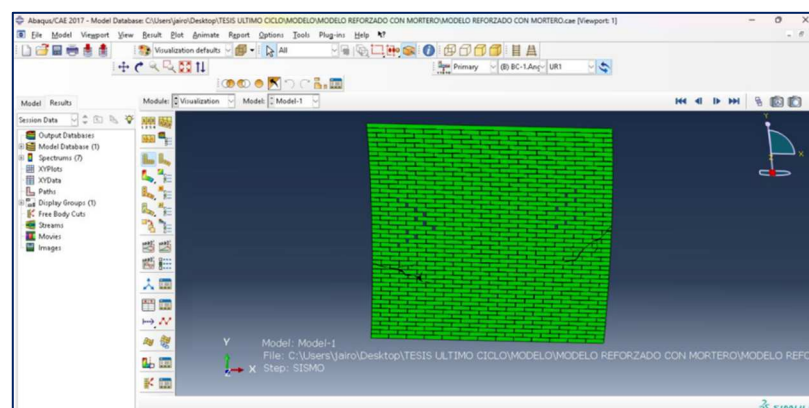 Abaqus/CAE 2017 - Model Database: C:\Users\jairo\Desktop\TESIS ULTIMO CICLO\MODELO\MODELO REFORZADO CON MORTERO\MODELO REFORZADO CON MORTERO.cae [Viewport: 1]
File Model Viewport View Result Plot Animate Report Options Tools Plug-ins Help
Visualization defaults All
Primary UR1
Model Results Module: Visualization Model: Model-1
Session Data
Output Databases
Model Database (1)
Spectrums (7)
XYPlots
XYData
Paths
Display Groups (1)
Free Body Cuts
Streams
Movies
Images
Y
X
Z
Y Model: Model-1
File: C:\Users\jairo\Desktop\TESIS ULTIMO CICLO\MODELO\MODELO REFORZADO CON MORTERO\MODELO REFO
X Step: SISMO